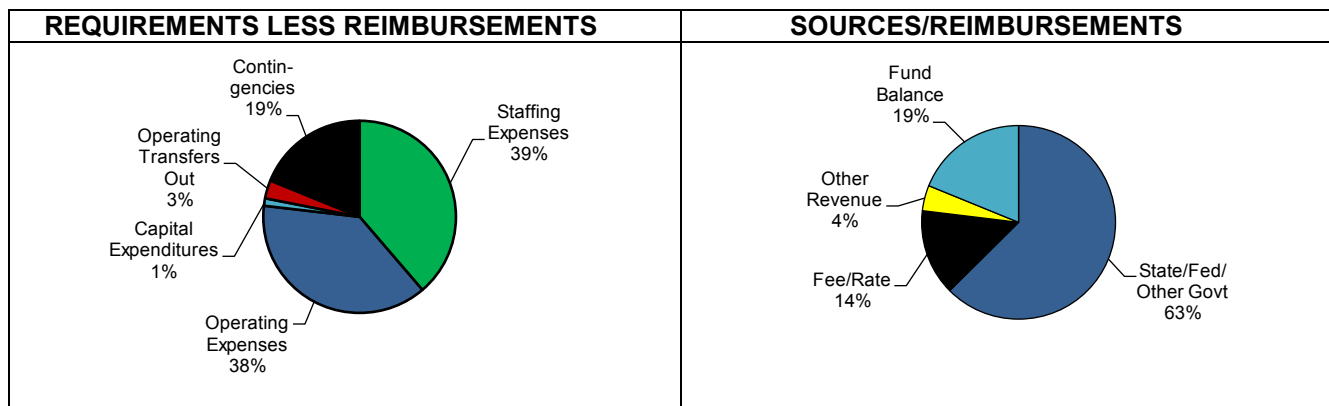 REQUIREMENTS LESS REIMBURSEMENTS
Contin-
gencies
19%
Staffing
Expenses
39%
Operating
Transfers
Out
3%
Capital
Expenditures
1%
Operating
Expenses
38%
SOURCES/REIMBURSEMENTS
Fund
Balance
19%
Other
Revenue
4%
Fee/Rate
14%
State/Fed/
Other Govt
63%